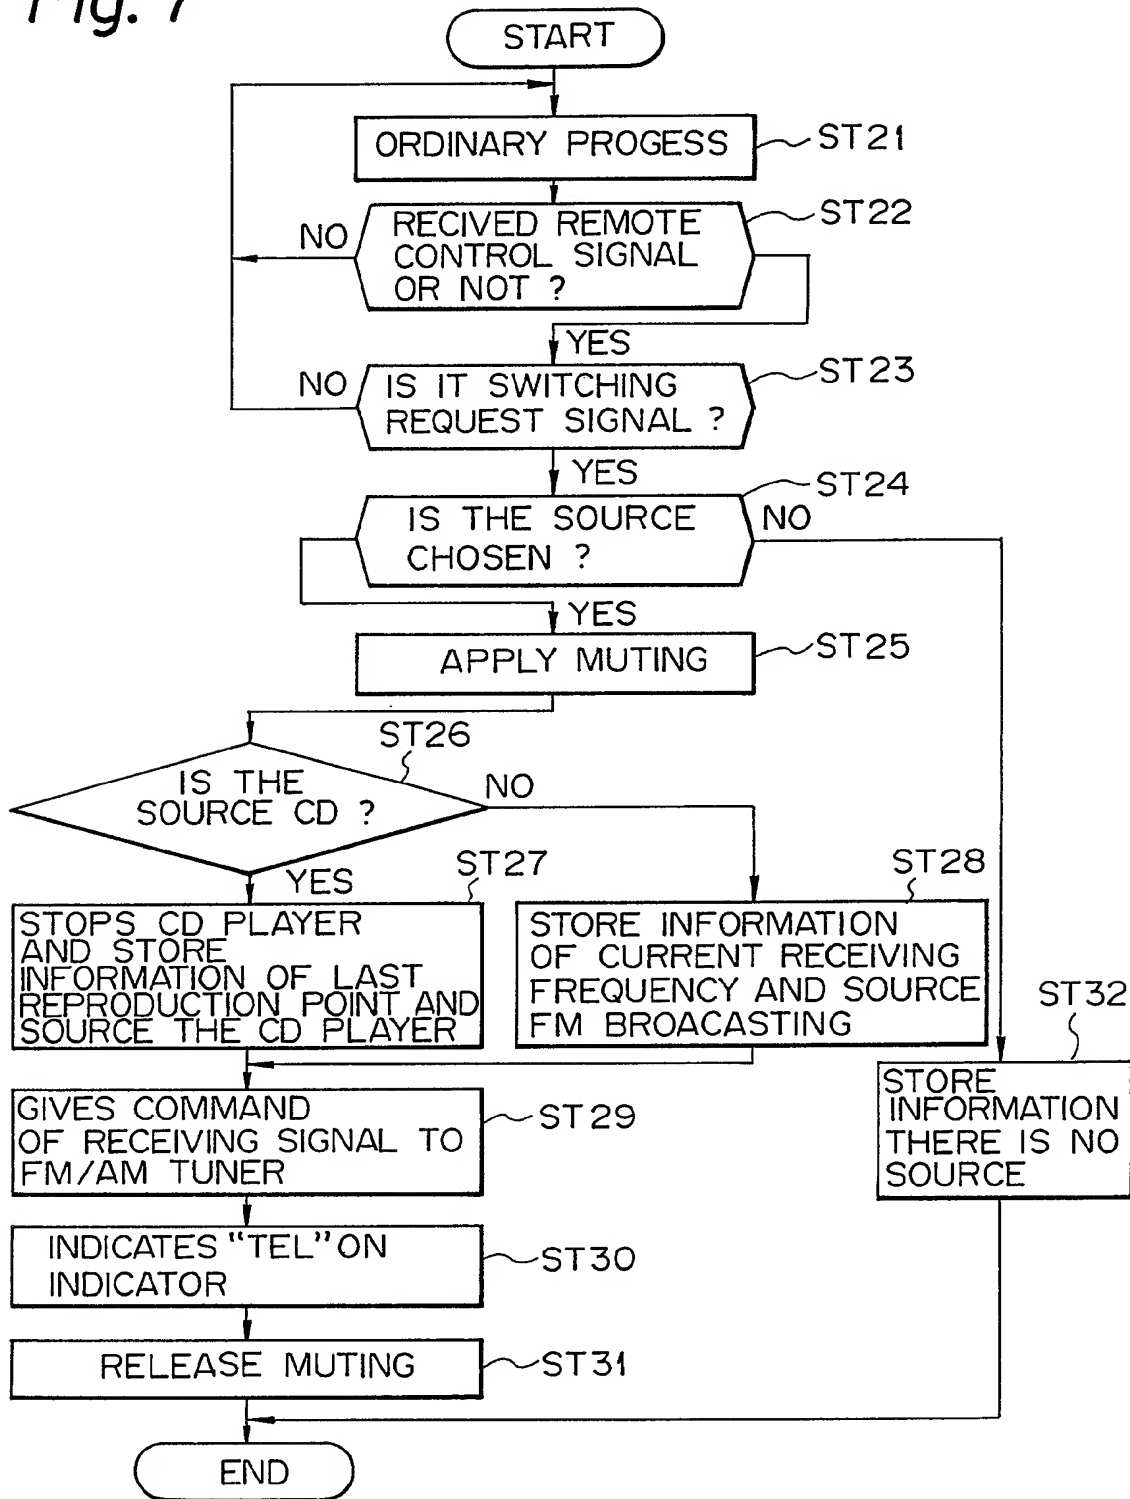 Fig. 7
START
ORDINARY PROGESS
ST21
RECIVED REMOTE
CONTROL SIGNAL
OR NOT ?
ST22
NO
YES
IS IT SWITCHING
REQUEST SIGNAL ?
ST23
NO
YES
IS THE SOURCE
CHOSEN ?
ST24
NO
YES
APPLY MUTING
ST25
ST26
IS THE
SOURCE CD ?
NO
YES
ST27
STOPS CD PLAYER
AND STORE
INFORMATION OF LAST
REPRODUCTION POINT AND
SOURCE THE CD PLAYER
ST28
STORE INFORMATION
OF CURRENT RECEIVING
FREQUENCY AND SOURCE
FM BROACASTING
ST32
STORE
INFORMATION
THERE IS NO
SOURCE
GIVES COMMAND
OF RECEIVING SIGNAL TO
FM/AM TUNER
ST29
INDICATES "TEL" ON
INDICATOR
ST30
RELEASE MUTING
ST31
END